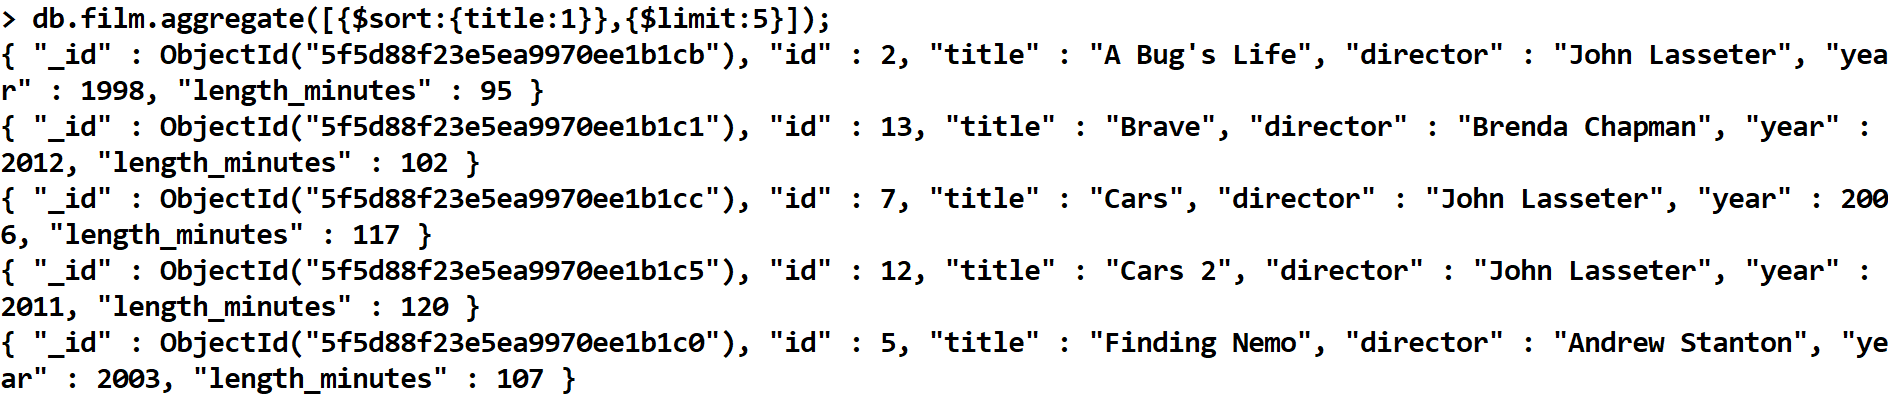 > db.film.aggregate([{$sort:{title:1}},{$limit:5}]);
{ "_id" : ObjectId("5f5d88f23e5ea9970ee1b1cb"), "id" : 2, "title" : "A Bug's Life", "director" : "John Lasseter", "yea
r" : 1998, "length_minutes" : 95 }
{ "_id" : ObjectId("5f5d88f23e5ea9970ee1b1c1"), "id" : 13, "title" : "Brave", "director" : "Brenda Chapman", "year" :
2012, "length_minutes" : 102 }
{ "_id" : ObjectId("5f5d88f23e5ea9970ee1b1cc"), "id" : 7, "title" : "Cars", "director" : "John Lasseter", "year" : 200
6, "length_minutes" : 117 }
{ "_id" : ObjectId("5f5d88f23e5ea9970ee1b1c5"), "id" : 12, "title" : "Cars 2", "director" : "John Lasseter", "year" :
2011, "length_minutes" : 120 }
{ "_id" : ObjectId("5f5d88f23e5ea9970ee1b1c0"), "id" : 5, "title" : "Finding Nemo", "director" : "Andrew Stanton", "ye
ar" : 2003, "length_minutes" : 107 }